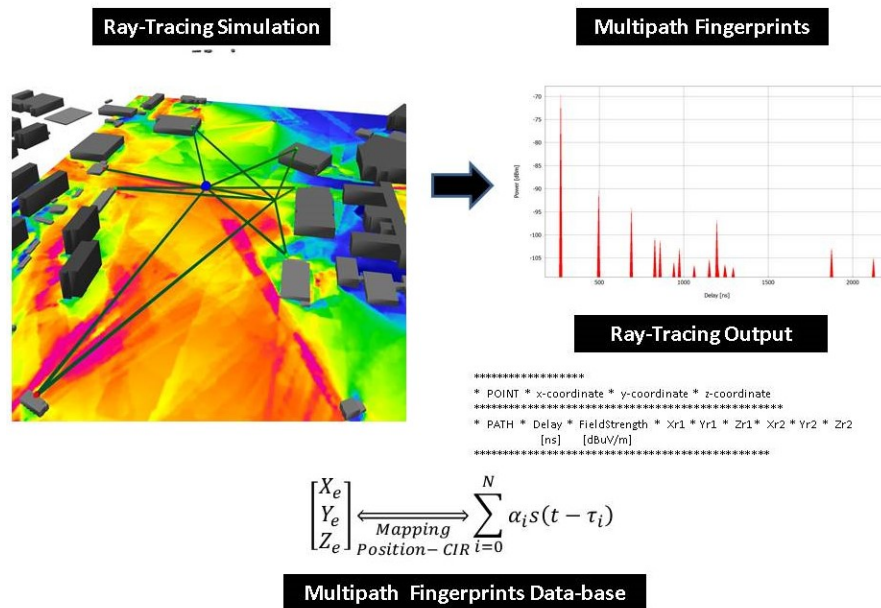 Ray-Tracing Simulation
Multipath Fingerprints
-70
-75
-80
-85
-90
-95
-100
-105
Power [dBm]
500
1000
1500
2000
Delay [ns]
Ray-Tracing Output
*****************
* POINT * x-coordinate * y-coordinate * z-coordinate
**********************************************
* PATH * Delay * FieldStrength * Xr1 * Yr1 * Zr1 * Xr2 * Yr2 * Zr2
[ns] [dBuV/m]
********************************************
[X_e Y_e Z_e] ⟺ ∑_{i=0}^{N} α_i s(t − τ_i)
Mapping
Position− CIR
Multipath Fingerprints Data-base